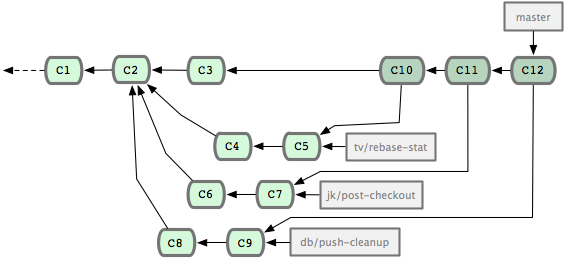 master
C1 C2 C3 C10 C11 C12
C4 C5 tv/rebase-stat
C6 C7 jk/post-checkout
C8 C9 db/push-cleanup